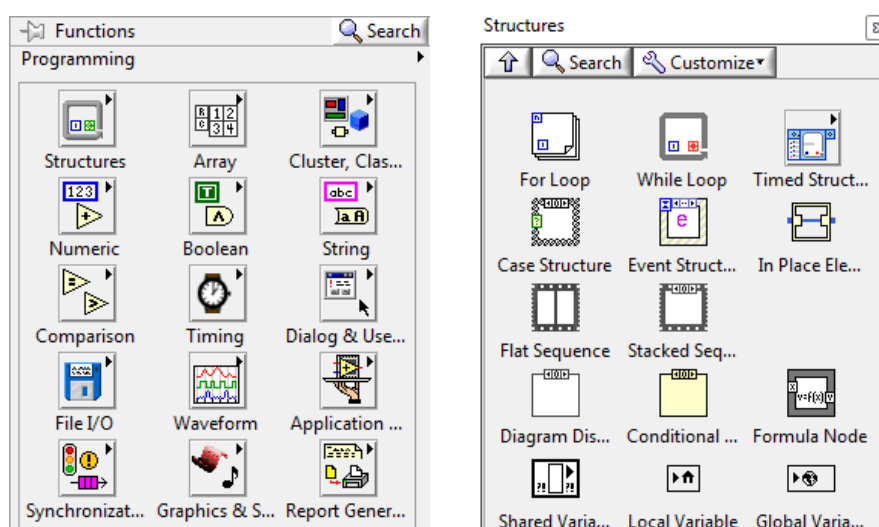 Functions
Search
Programming
Structures
Array
Cluster, Clas...
Numeric
Boolean
String
Comparison
Timing
Dialog & Use...
File I/O
Waveform
Application ...
Synchronizat...
Graphics & S...
Report Gener...
Structures
Search
Customize
For Loop
While Loop
Timed Struct...
Case Structure
Event Struct...
In Place Ele...
Flat Sequence
Stacked Seq...
Diagram Dis...
Conditional ...
Formula Node
Shared Varia...
Local Variable
Global Varia...